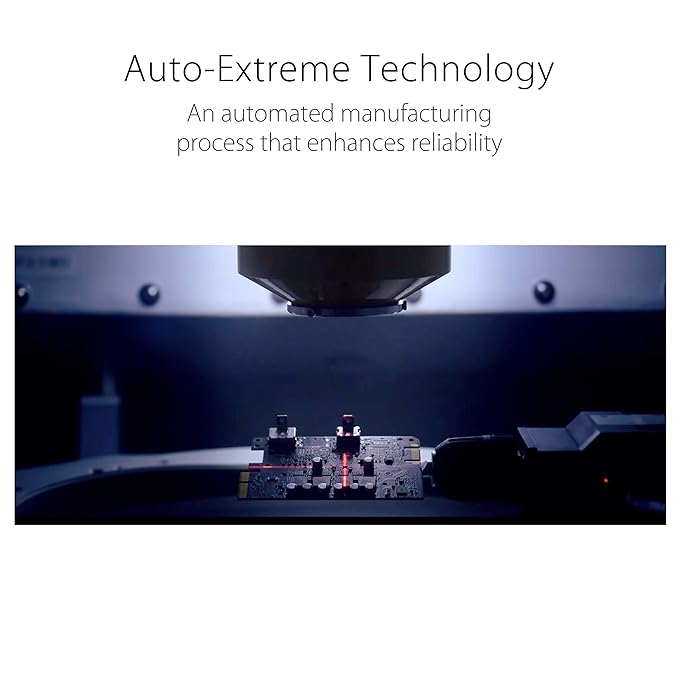 Auto-Extreme Technology
An automated manufacturing
process that enhances reliability